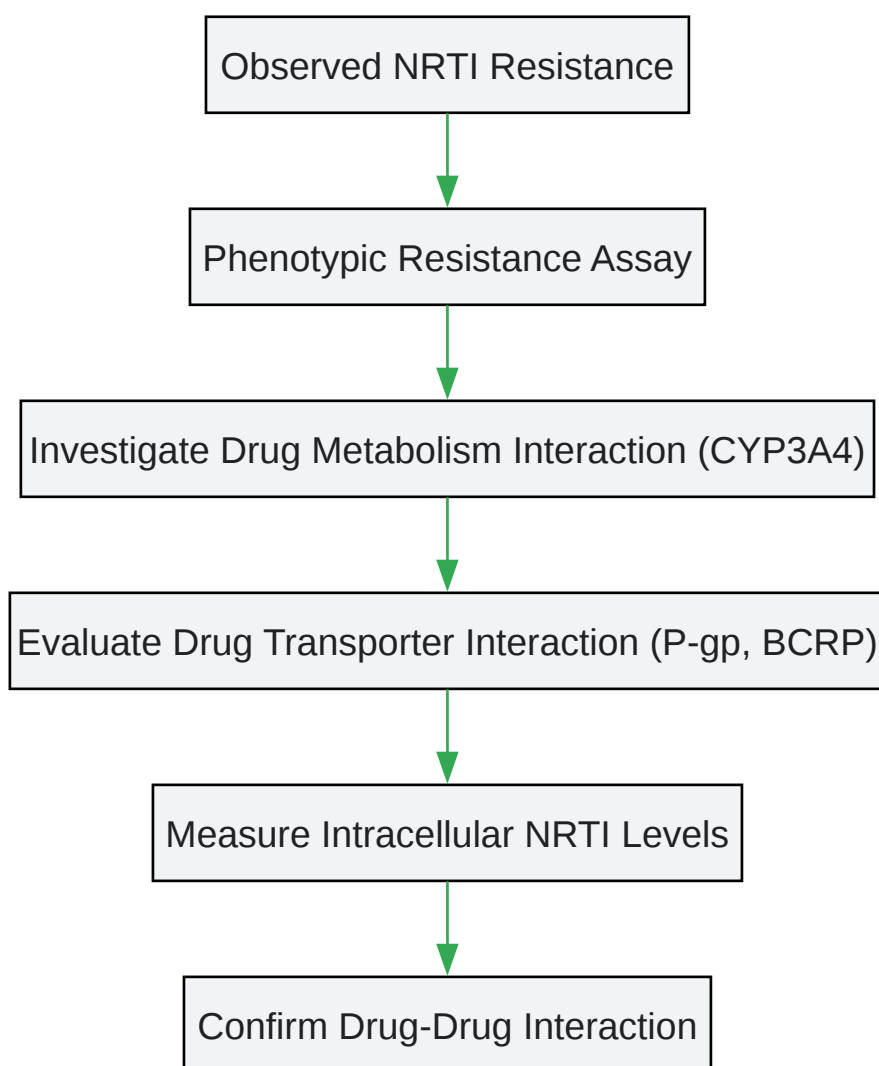 Observed NRTI Resistance
Phenotypic Resistance Assay
Investigate Drug Metabolism Interaction (CYP3A4)
Evaluate Drug Transporter Interaction (P-gp, BCRP)
Measure Intracellular NRTI Levels
Confirm Drug-Drug Interaction